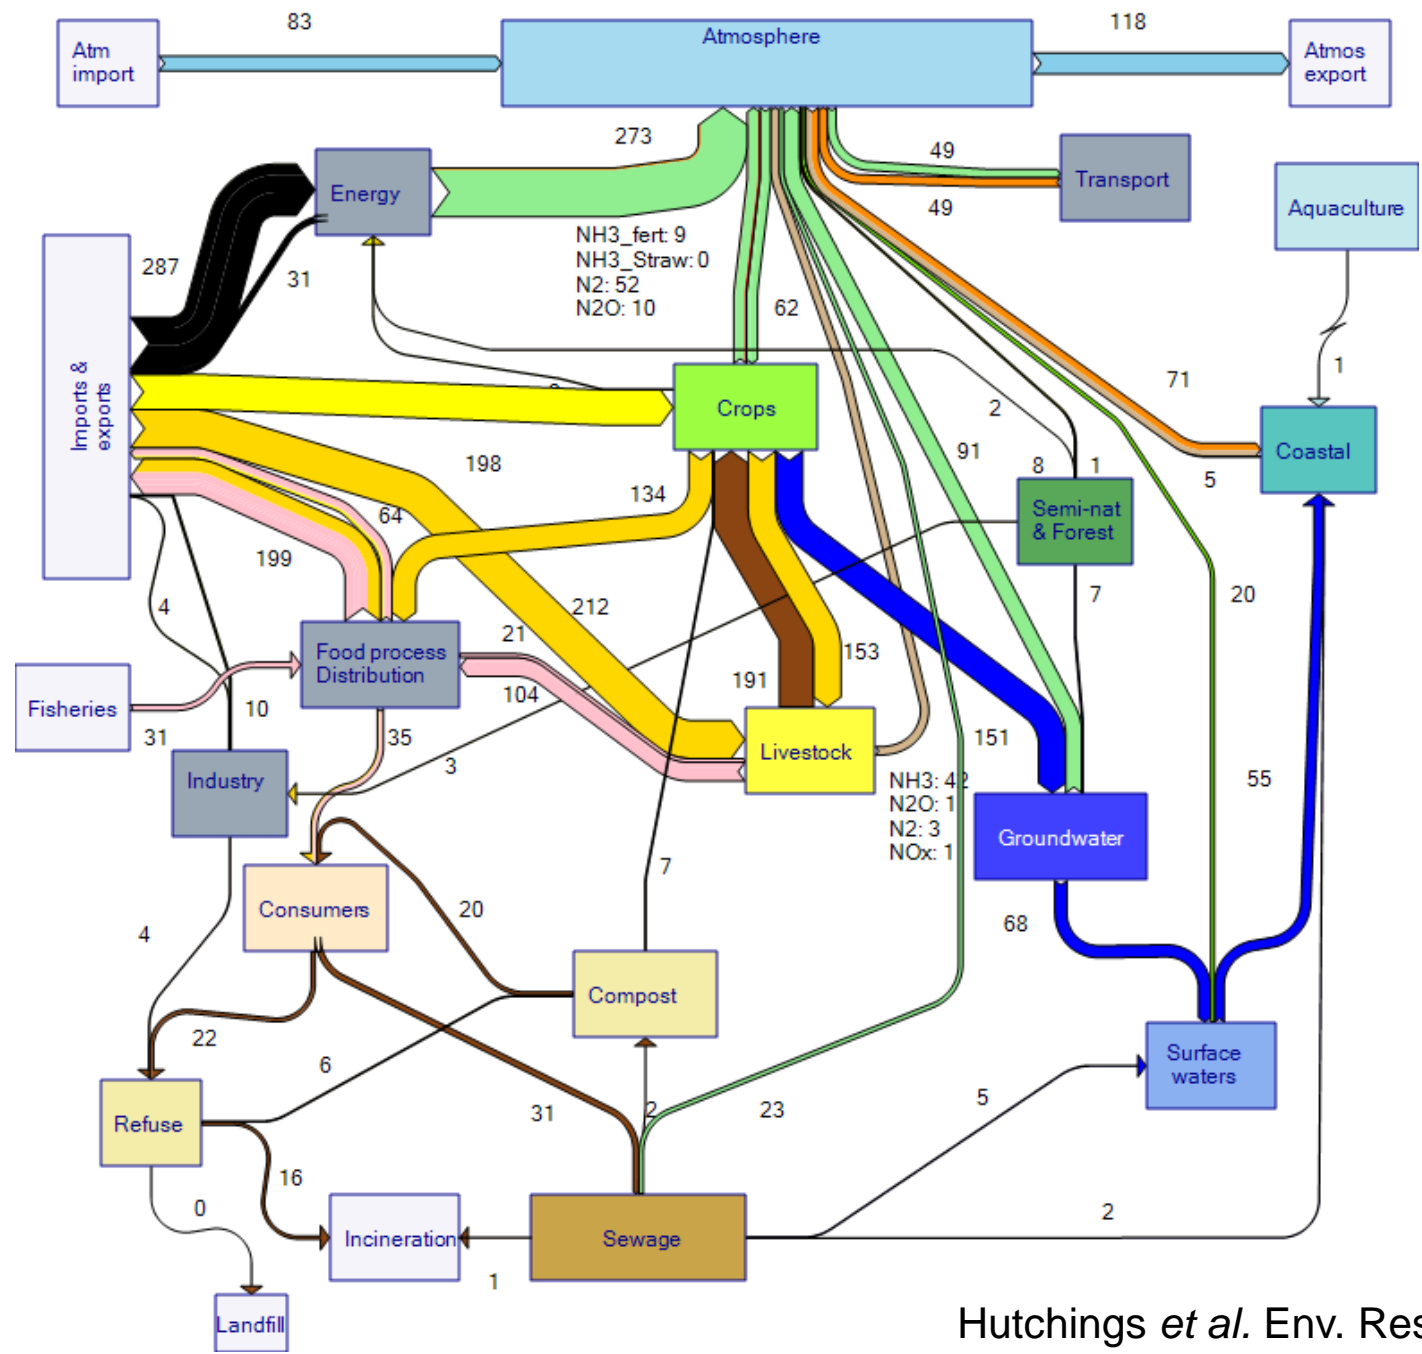 83
118
Atm
import
Atmosphere
Atmos
export
273
49
Energy
Transport
49
Aquaculture
NH3_fert: 9
NH3_Straw: 0
N2: 52
N2O: 10
287
31
62
1
71
Imports &
exports
Crops
2
198
91
8
1
5
Coastal
134
64
Semi-nat
& Forest
199
4
212
7
20
21
Food process
Distribution
153
191
104
Fisheries
31
10
35
151
Livestock
3
Industry
NH3: 42
N2O: 1
N2: 3
NOx: 1
55
Groundwater
7
Consumers
20
4
68
Compost
22
Surface
waters
6
5
31
2
23
Refuse
16
0
2
Incineration
Sewage
1
Landfill
Hutchings et al. Env. Res